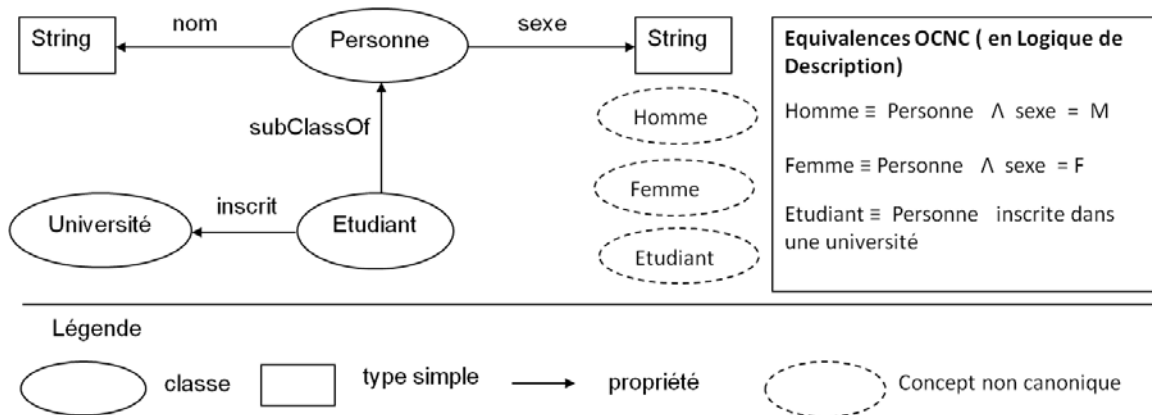 nom
sexe
String
Personne
String
subClassOf
Homme
Femme
inscrit
Université
Etudiant
Etudiant
Equivalences OCNC ( en Logique de
Description)
Homme ≡ Personne Λ sexe = M
Femme ≡ Personne Λ sexe = F
Etudiant ≡ Personne inscrite dans
une université
Légende
classe
type simple
propriété
Concept non canonique